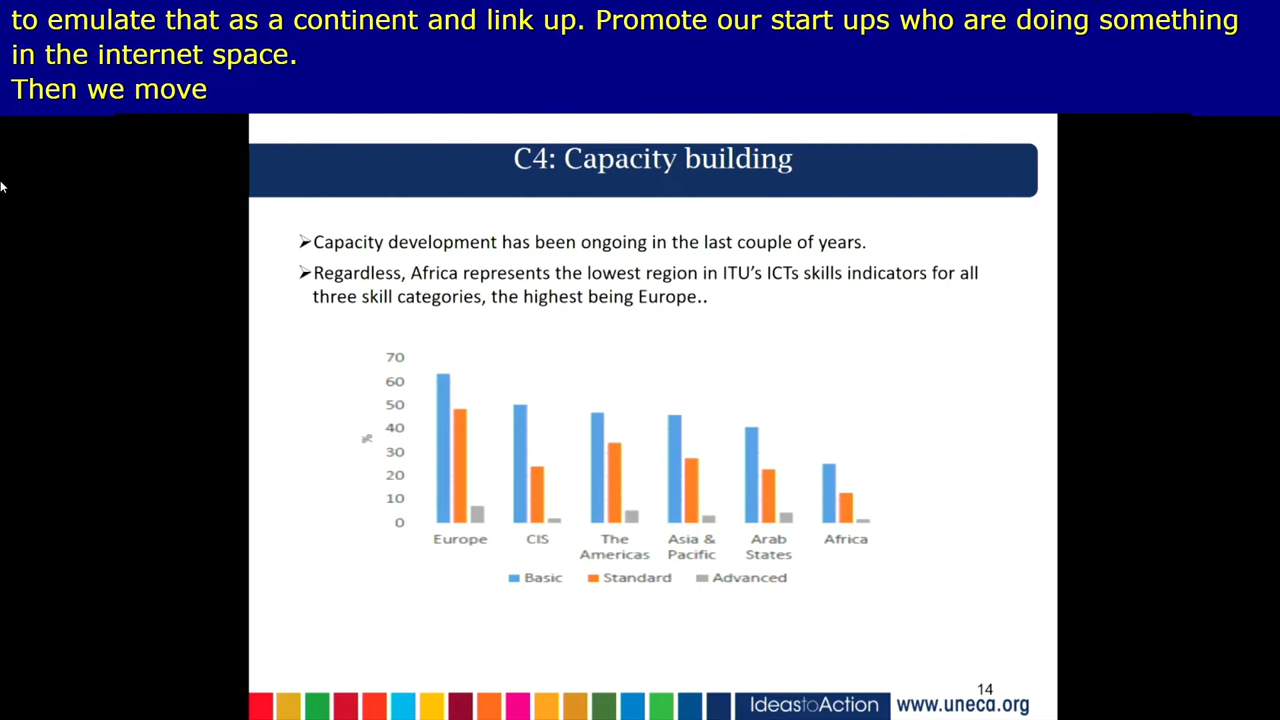 to emulate that as a continent and link up. Promote our start ups who are doing something
in the internet space.
Then we move
C4: Capacity building
➢Capacity development has been ongoing in the last couple of years.
➢Regardless, Africa represents the lowest region in ITU’s ICTs skills indicators for all
three skill categories, the highest being Europe..
70
60
50
40
30
20
10
0
%
Europe
CIS
The
Americas
Asia &
Pacific
Arab
States
Africa
Basic
Standard
Advanced
14
IdeastoAction
www.uneca.org